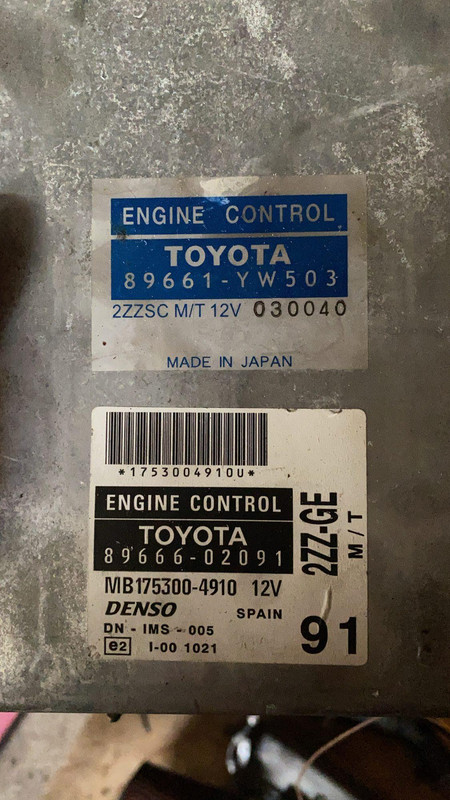 ENGINE CONTROL
TOYOTA
89661-YW503
2ZZSC M/T 12V 030040
MADE IN JAPAN
*1753004910U*
ENGINE CONTROL
TOYOTA
89666-02091
MB175300-4910 12V
DENSO SPAIN
DN - IMS - 005
e2 I-00 1021
2ZZ-GE
M/T
91